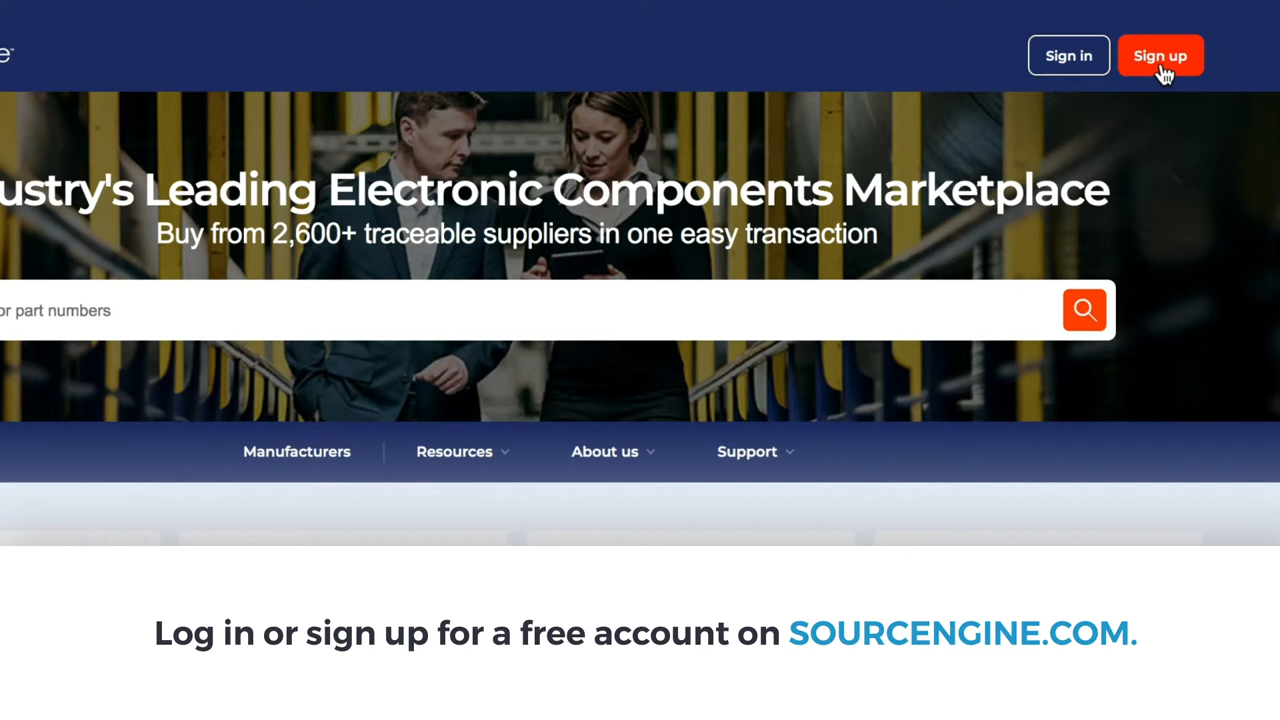 e™
Sign in
Sign up
ustry's Leading Electronic Components Marketplace
Buy from 2,600+ traceable suppliers in one easy transaction
or part numbers
Manufacturers
Resources
About us
Support
Log in or sign up for a free account on SOURCENGINE.COM.